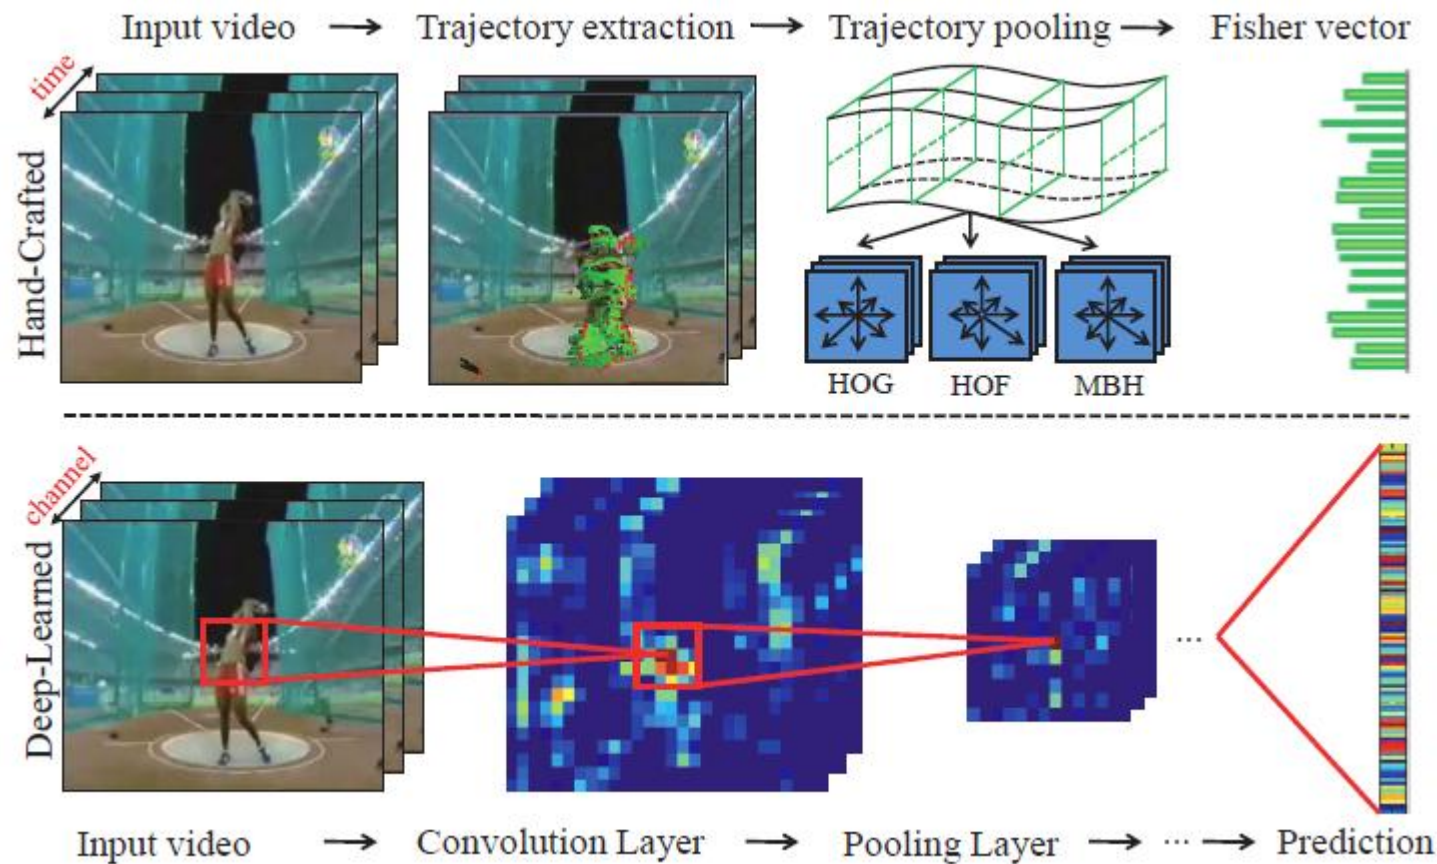 Input video → Trajectory extraction → Trajectory pooling → Fisher vector
time
Hand-Crafted
HOG HOF MBH
channel
Deep-Learned
...
Input video → Convolution Layer → Pooling Layer → ... → Prediction